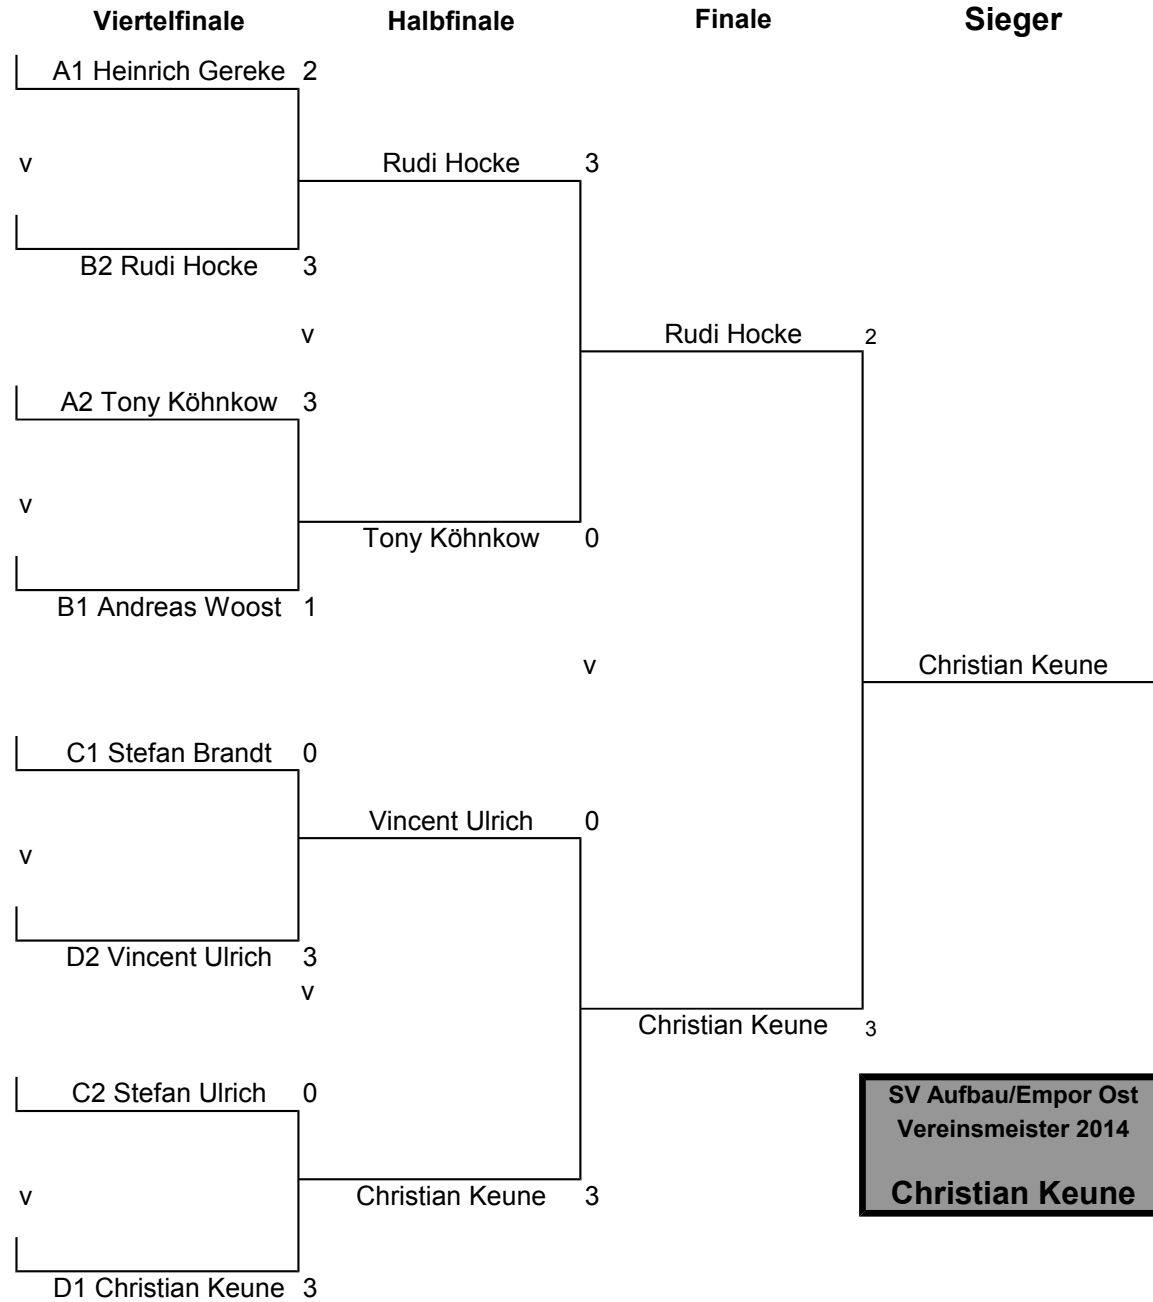 Viertelfinale Halbfinale Finale Sieger
A1 Heinrich Gereke 2
v Rudi Hocke 3
B2 Rudi Hocke 3
v Rudi Hocke 2
A2 Tony Köhnkow 3
v
Tony Köhnkow 0
B1 Andreas Woost 1
v Christian Keune
C1 Stefan Brandt 0
Vincent Ulrich 0
v
D2 Vincent Ulrich 3
v
Christian Keune 3
C2 Stefan Ulrich 0
SV Aufbau/Empor Ost
Vereinsmeister 2014
v Christian Keune 3
Christian Keune
D1 Christian Keune 3